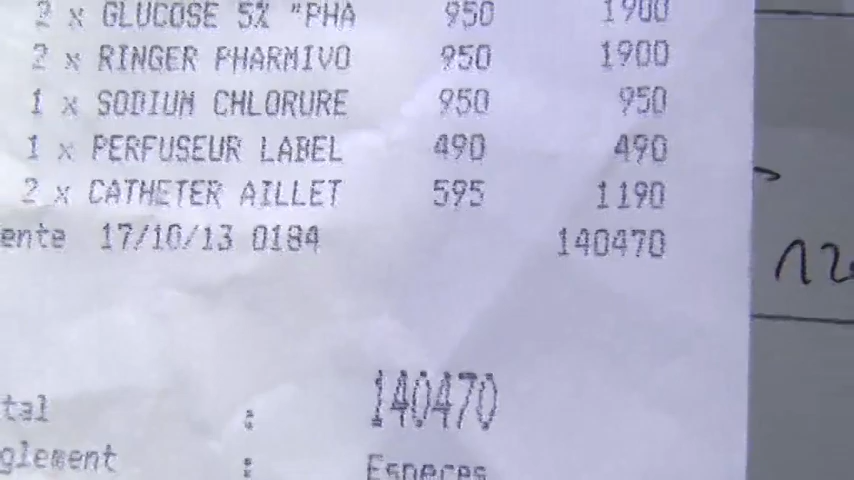 2 x GLUCOSE 5% "PHA 950 1900
2 x RINGER PHARMIVO 950 1900
1 x SODIUM CHLORURE 950 950
1 x PERFUSEUR LABEL 490 490
2 x CATHETER AILLET 595 1190
ente 17/10/13 0184 140470
tal : 140470
glement : Especes